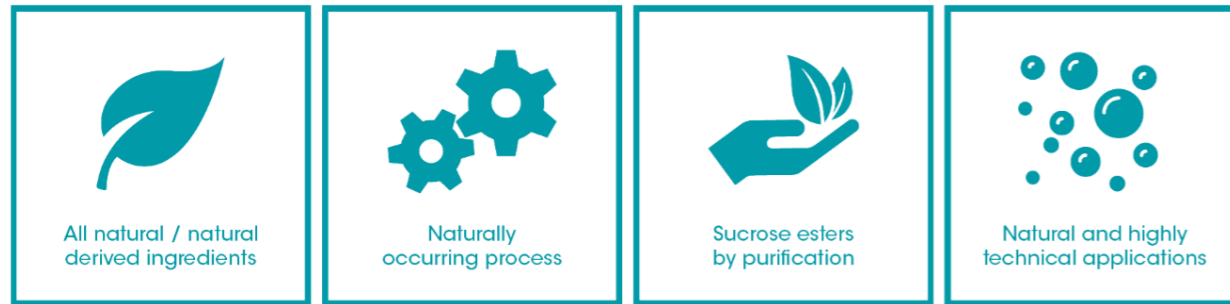 All natural / natural
derived ingredients
Naturally
occurring process
Sucrose esters
by purification
Natural and highly
technical applications